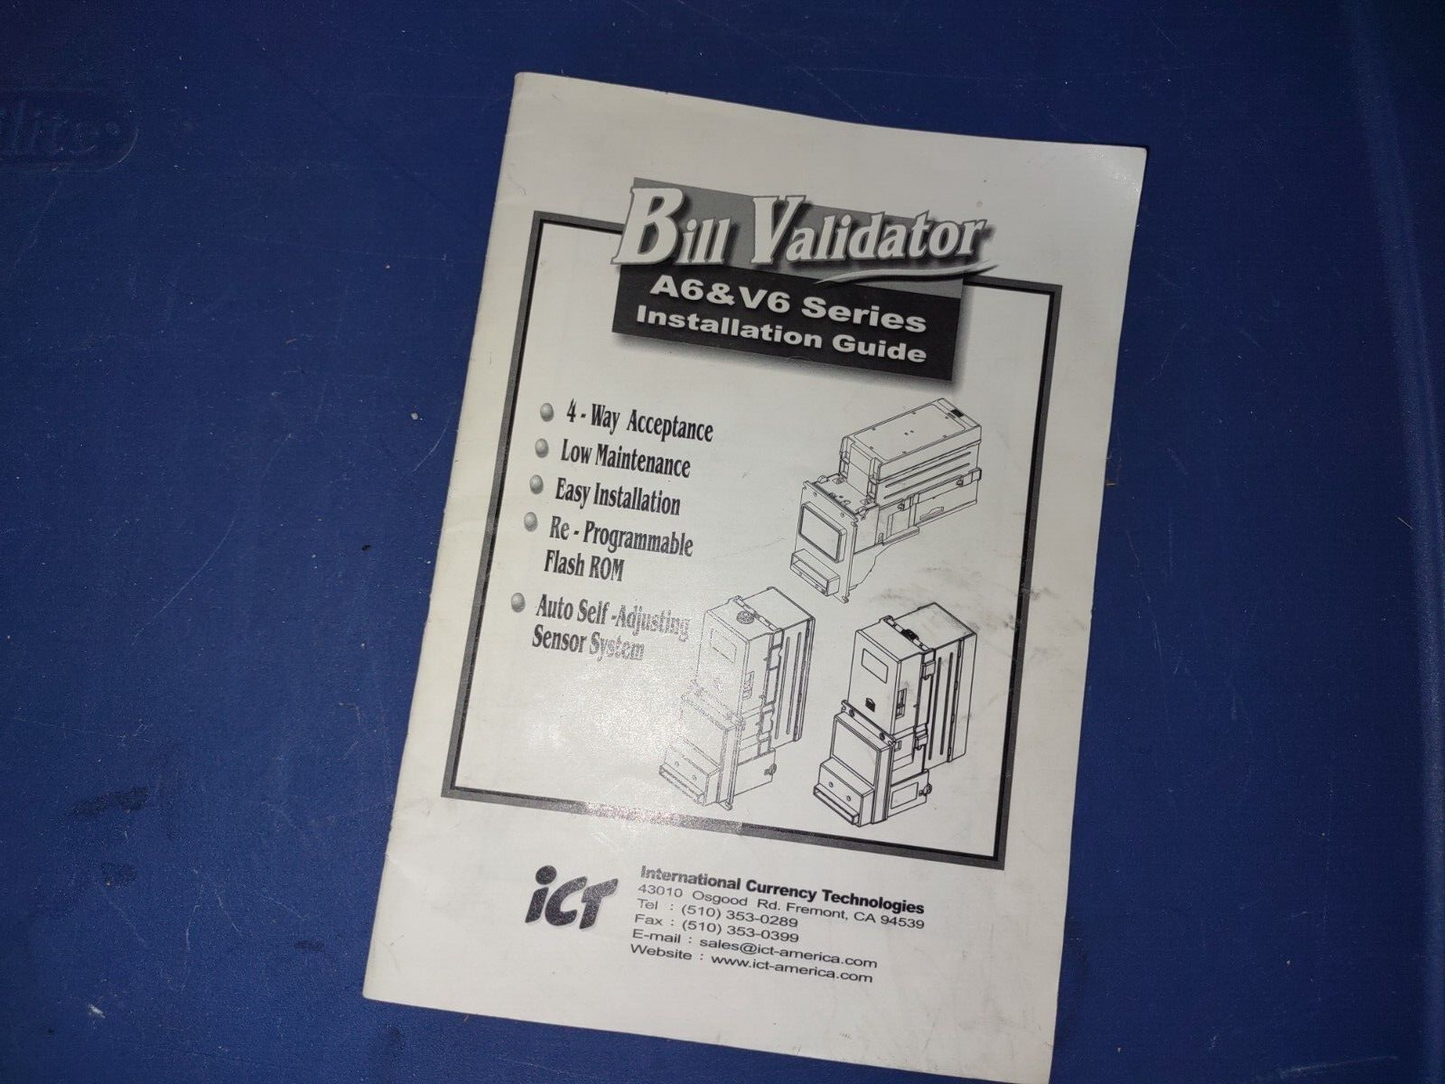 Bill Validator
A6&V6 Series
Installation Guide
4 - Way Acceptance
Low Maintenance
Easy Installation
Re - Programmable
Flash ROM
Auto Self -Adjusting
Sensor System
iCT
International Currency Technologies
43010 Osgood Rd. Fremont, CA 94539
Tel : (510) 353-0289
Fax : (510) 353-0399
E-mail : sales@ict-america.com
Website : www.ict-america.com